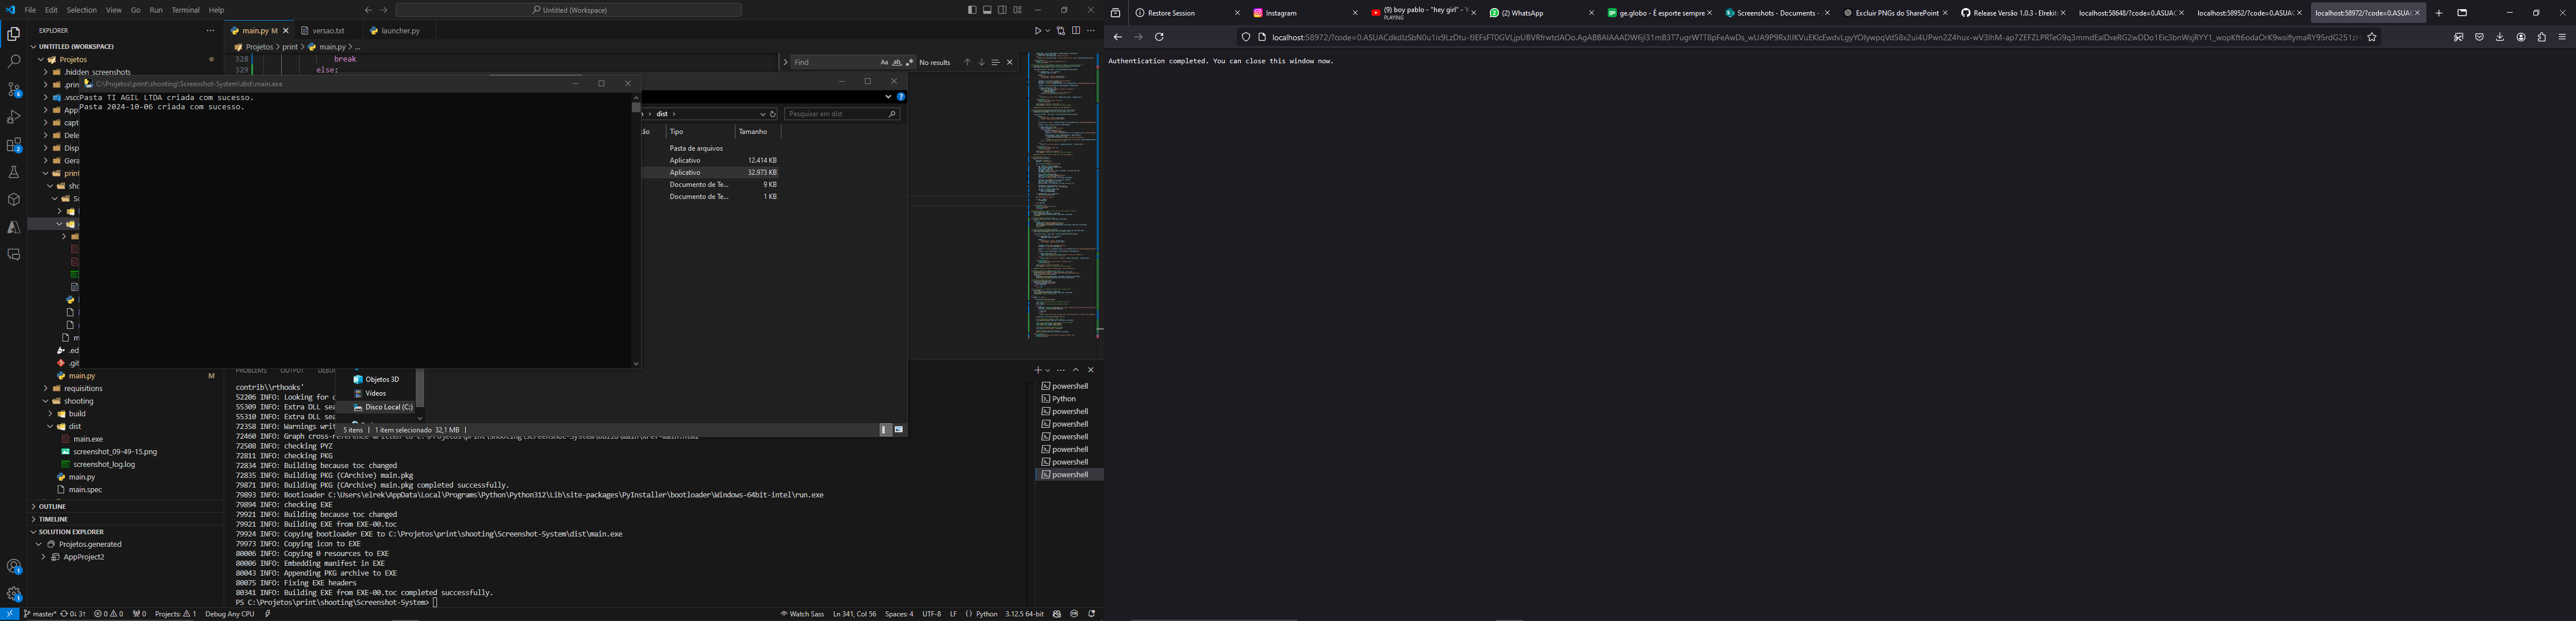 File Edit Selection View Go Run Terminal Help
Untitled (Workspace)
EXPLORER
UNTITLED (WORKSPACE)
Projetos
.hidden_screenshots
.prin
.vscc
App
capt
Dele
Disp
Gera
print
sho
Sc
m
.ed
.git
main.py M
requisitions
shooting
build
dist
main.exe
screenshot_09-49-15.png
screenshot_log.log
main.py
main.spec
OUTLINE
TIMELINE
SOLUTION EXPLORER
Projetos.generated
AppProject2
main.py M
versao.txt
launcher.py
Projetos > print > main.py > ...
328 break
329 else:
Find
Aa
ab
No results
C:\Projetos\print\shooting\Screenshot-System\dist\main.exe
Pasta TI AGIL LTDA criada com sucesso.
Pasta 2024-10-06 criada com sucesso.
dist
Pesquisar em dist
ão Tipo Tamanho
Pasta de arquivos
Aplicativo 12.414 KB
Aplicativo 32.973 KB
Documento de Te... 9 KB
Documento de Te... 1 KB
Objetos 3D
Vídeos
Disco Local (C:)
5 itens 1 item selecionado 32,1 MB
PROBLEMS OUTPUT DEBU
contrib\\rthooks'
52206 INFO: Looking for c
55309 INFO: Extra DLL sea
55310 INFO: Extra DLL sea
72358 INFO: Warnings writ
72460 INFO: Graph cross-reference written to C:\Projetos\print\shooting\Screenshot-System\build\main\xref-main.html
72508 INFO: checking PYZ
72811 INFO: checking PKG
72834 INFO: Building because toc changed
72835 INFO: Building PKG (CArchive) main.pkg
79871 INFO: Building PKG (CArchive) main.pkg completed successfully.
79893 INFO: Bootloader C:\Users\elrek\AppData\Local\Programs\Python\Python312\Lib\site-packages\PyInstaller\bootloader\Windows-64bit-intel\run.exe
79894 INFO: checking EXE
79921 INFO: Building because toc changed
79921 INFO: Building EXE from EXE-00.toc
79924 INFO: Copying bootloader EXE to C:\Projetos\print\shooting\Screenshot-System\dist\main.exe
79973 INFO: Copying icon to EXE
80006 INFO: Copying 0 resources to EXE
80006 INFO: Embedding manifest in EXE
80043 INFO: Appending PKG archive to EXE
80075 INFO: Fixing EXE headers
80341 INFO: Building EXE from EXE-00.toc completed successfully.
PS C:\Projetos\print\shooting\Screenshot-System>
powershell
Python
powershell
powershell
powershell
powershell
powershell
powershell
master* 0↓ 3↑ 0 0 0 Projects: 1 Debug Any CPU
Watch Sass Ln 341, Col 56 Spaces: 4 UTF-8 LF Python 3.12.5 64-bit
Restore Session
Instagram
(9) boy pablo - "hey girl" - Y
PLAYING
(2) WhatsApp
ge.globo - É esporte sempre
Screenshots - Documents -
Excluir PNGs do SharePoint
Release Versão 1.0.3 - Elrekit
localhost:58648/?code=0.ASUAC
localhost:58952/?code=0.ASUAC
localhost:58972/?code=0.ASUAC
Authentication completed. You can close this window now.